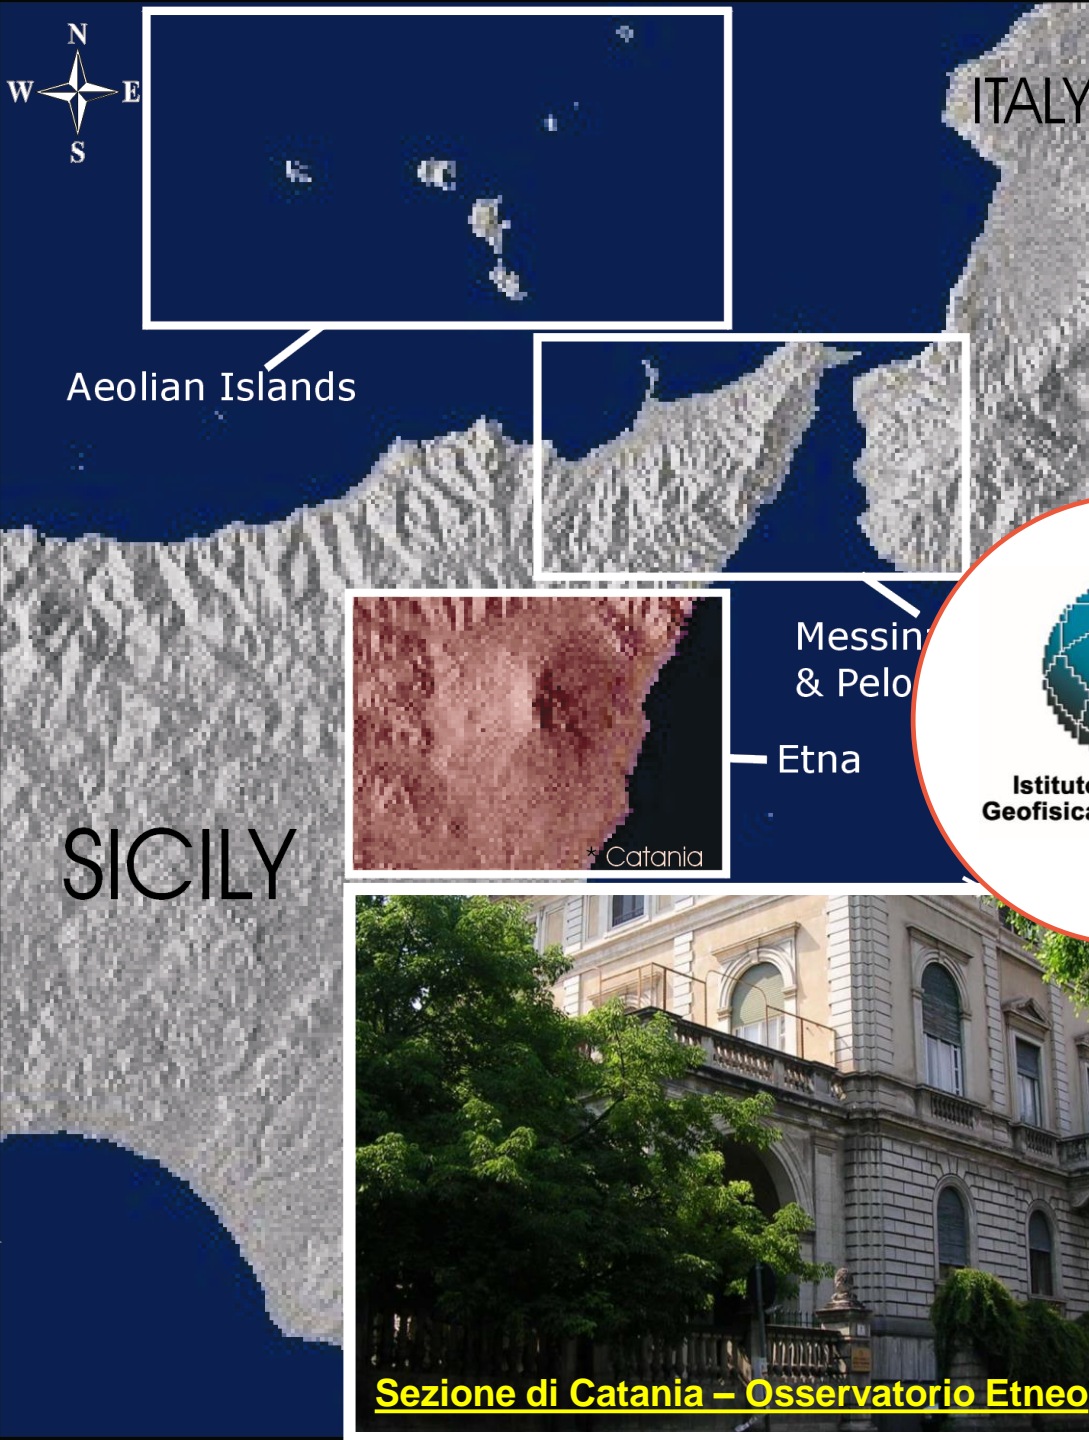 N
W E
S
ITALY
Aeolian Islands
Messin
& Pelo
Etna
Istitut
Geofisica
SICILY
* Catania
Sezione di Catania – Osservatorio Etneo